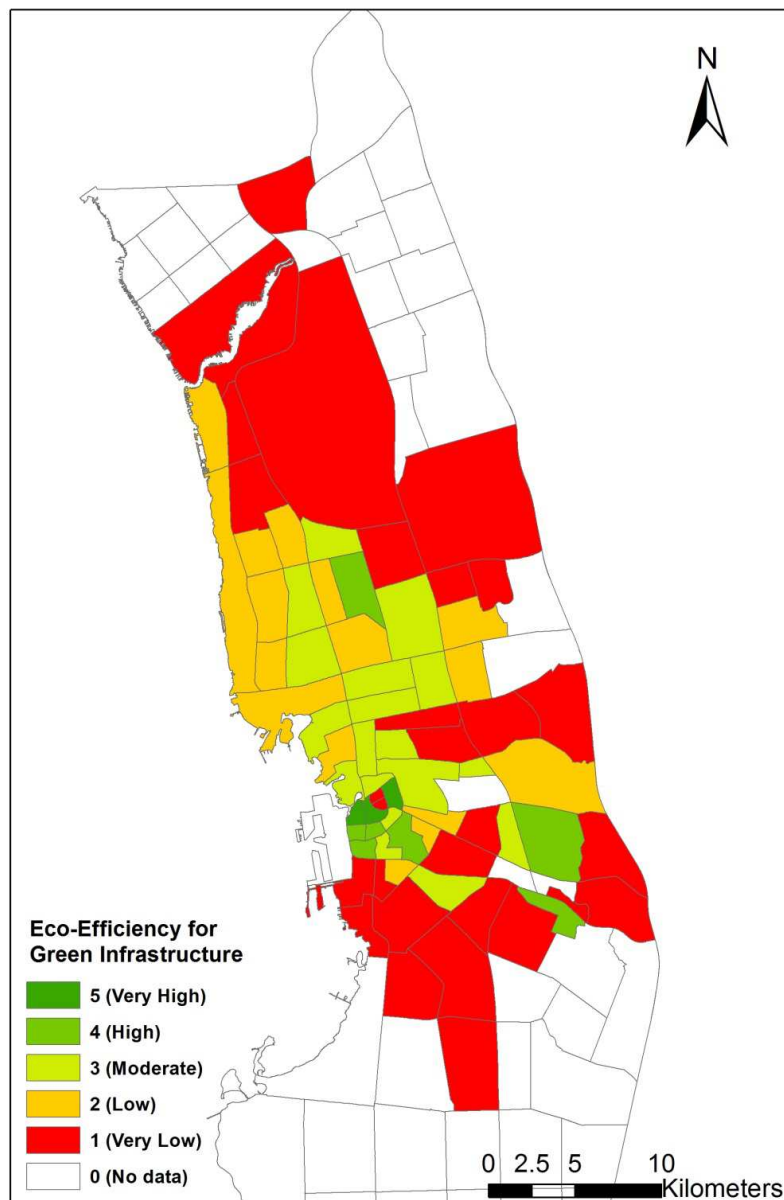 N
Eco-Efficiency for
Green Infrastructure
5 (Very High)
4 (High)
3 (Moderate)
2 (Low)
1 (Very Low)
0 (No data)
0 2.5 5 10
Kilometers